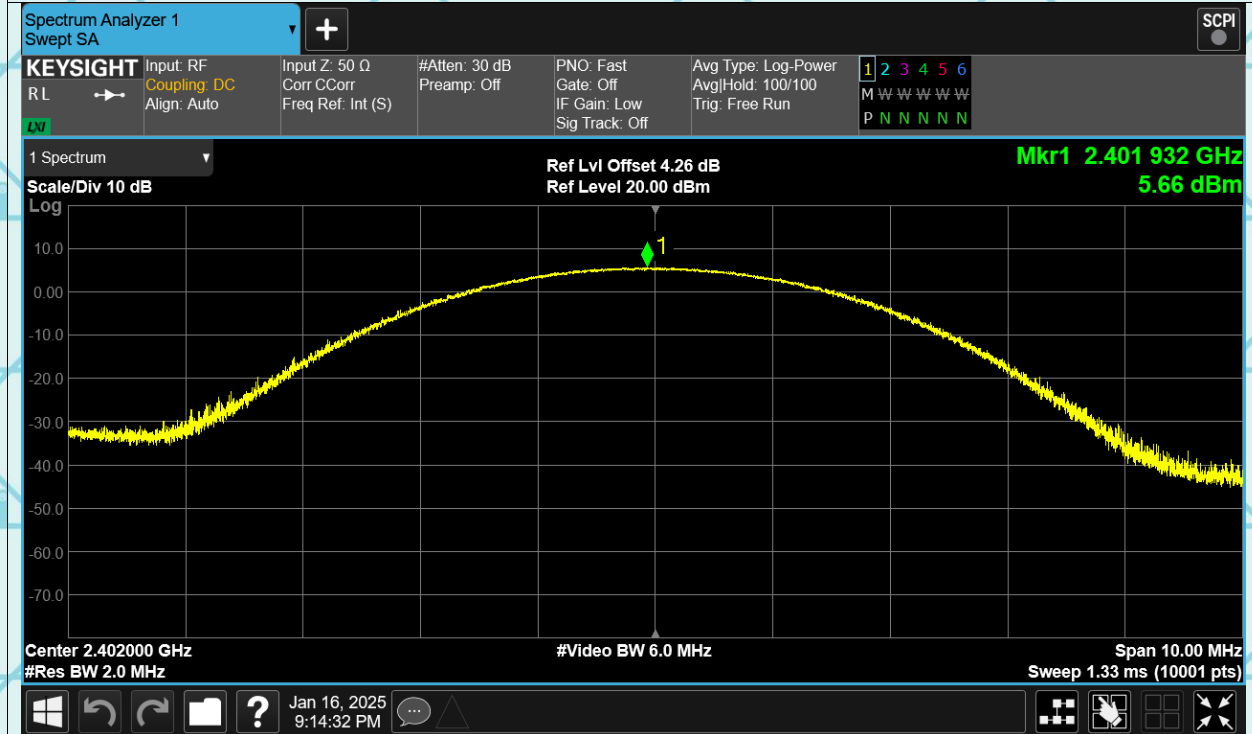 Spectrum Analyzer 1
Swept SA
SCPI
KEYSIGHT
R L
LXI
Input: RF
Coupling: DC
Align: Auto
Input Z: 50 Ω
Corr CCorr
Freq Ref: Int (S)
#Atten: 30 dB
Preamp: Off
PNO: Fast
Gate: Off
IF Gain: Low
Sig Track: Off
Avg Type: Log-Power
Avg|Hold: 100/100
Trig: Free Run
1 2 3 4 5 6
M W W W W W
P N N N N N
1 Spectrum
Scale/Div 10 dB
Log
Ref Lvl Offset 4.26 dB
Ref Level 20.00 dBm
Mkr1 2.401 932 GHz
5.66 dBm
1
10.0
0.00
-10.0
-20.0
-30.0
-40.0
-50.0
-60.0
-70.0
Center 2.402000 GHz
#Res BW 2.0 MHz
#Video BW 6.0 MHz
Span 10.00 MHz
Sweep 1.33 ms (10001 pts)
?
Jan 16, 2025
9:14:32 PM